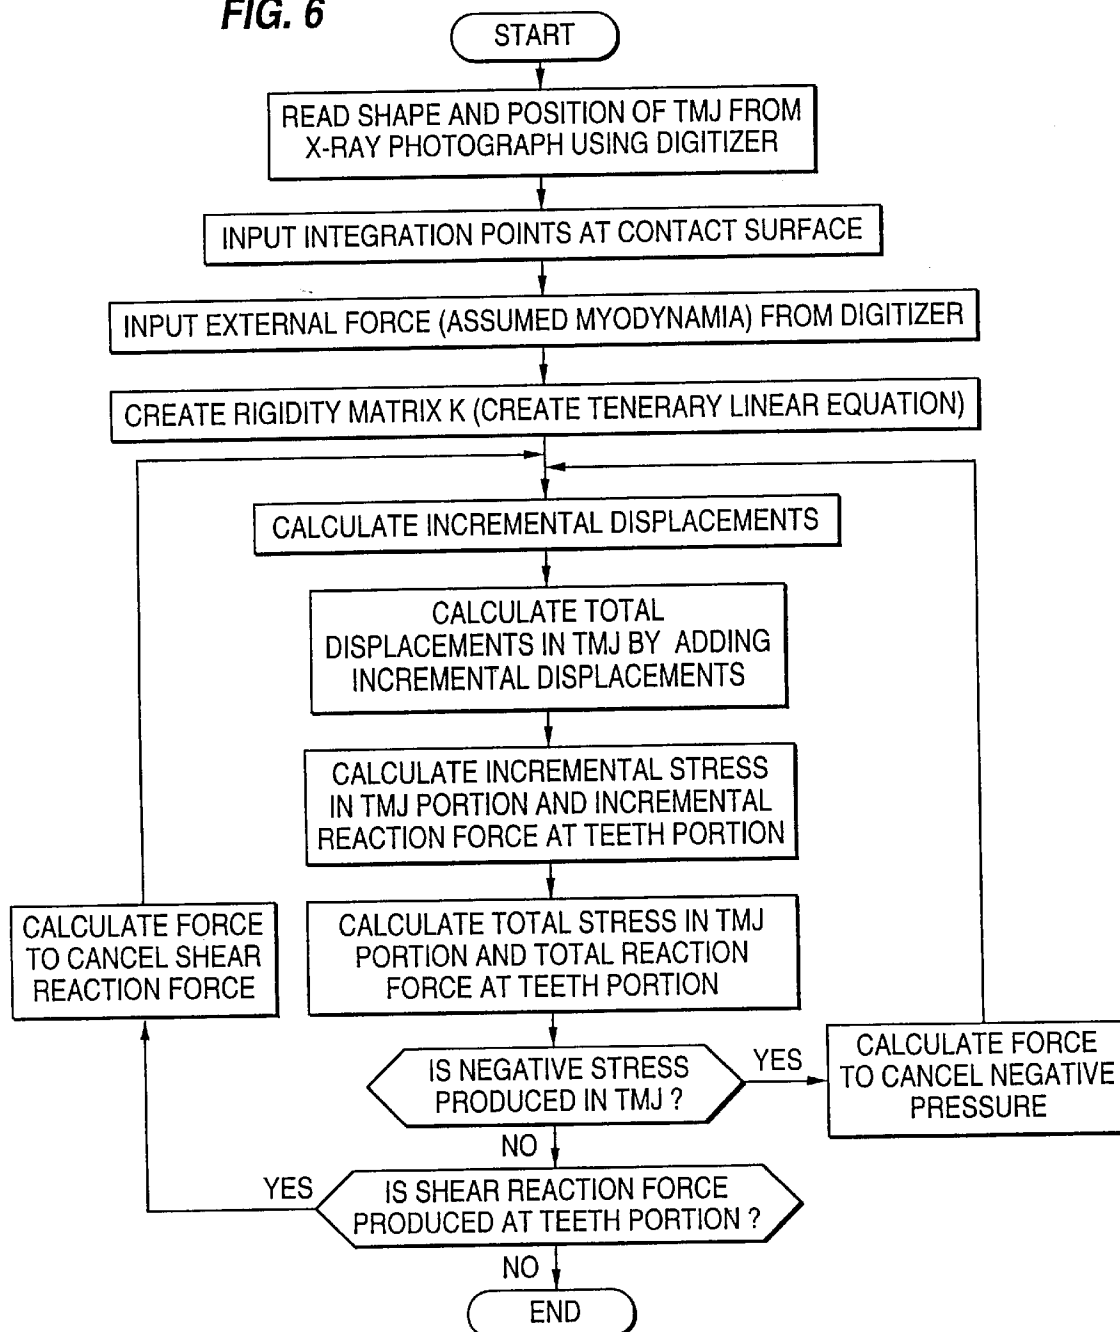 FIG. 6
START
READ SHAPE AND POSITION OF TMJ FROM
X-RAY PHOTOGRAPH USING DIGITIZER
INPUT INTEGRATION POINTS AT CONTACT SURFACE
INPUT EXTERNAL FORCE (ASSUMED MYODYNAMIA) FROM DIGITIZER
CREATE RIGIDITY MATRIX K (CREATE TENERARY LINEAR EQUATION)
CALCULATE INCREMENTAL DISPLACEMENTS
CALCULATE TOTAL
DISPLACEMENTS IN TMJ BY ADDING
INCREMENTAL DISPLACEMENTS
CALCULATE INCREMENTAL STRESS
IN TMJ PORTION AND INCREMENTAL
REACTION FORCE AT TEETH PORTION
CALCULATE TOTAL STRESS IN TMJ
PORTION AND TOTAL REACTION
FORCE AT TEETH PORTION
CALCULATE FORCE
TO CANCEL SHEAR
REACTION FORCE
IS NEGATIVE STRESS
PRODUCED IN TMJ ?
YES
CALCULATE FORCE
TO CANCEL NEGATIVE
PRESSURE
NO
YES
IS SHEAR REACTION FORCE
PRODUCED AT TEETH PORTION ?
NO
END